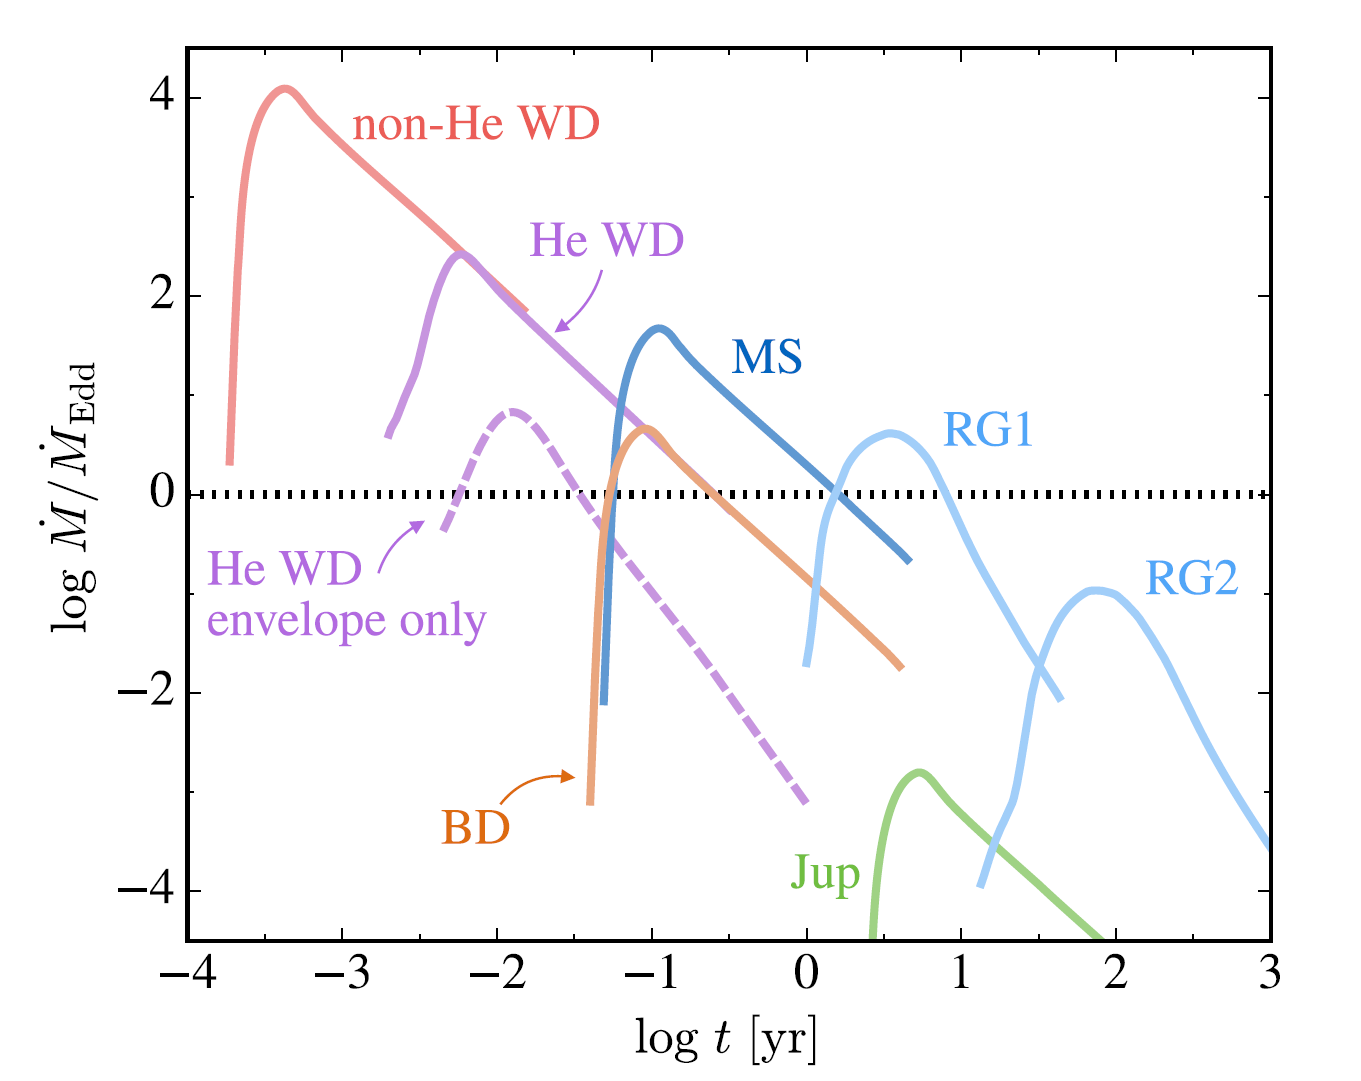 4
non-He WD
He WD
2
MS
RG1
0
He WD
envelope only
RG2
−2
BD
Jup
−4
−4 −3 −2 −1 0 1 2 3
log t [yr]
log Ṁ/Ṁ_Edd